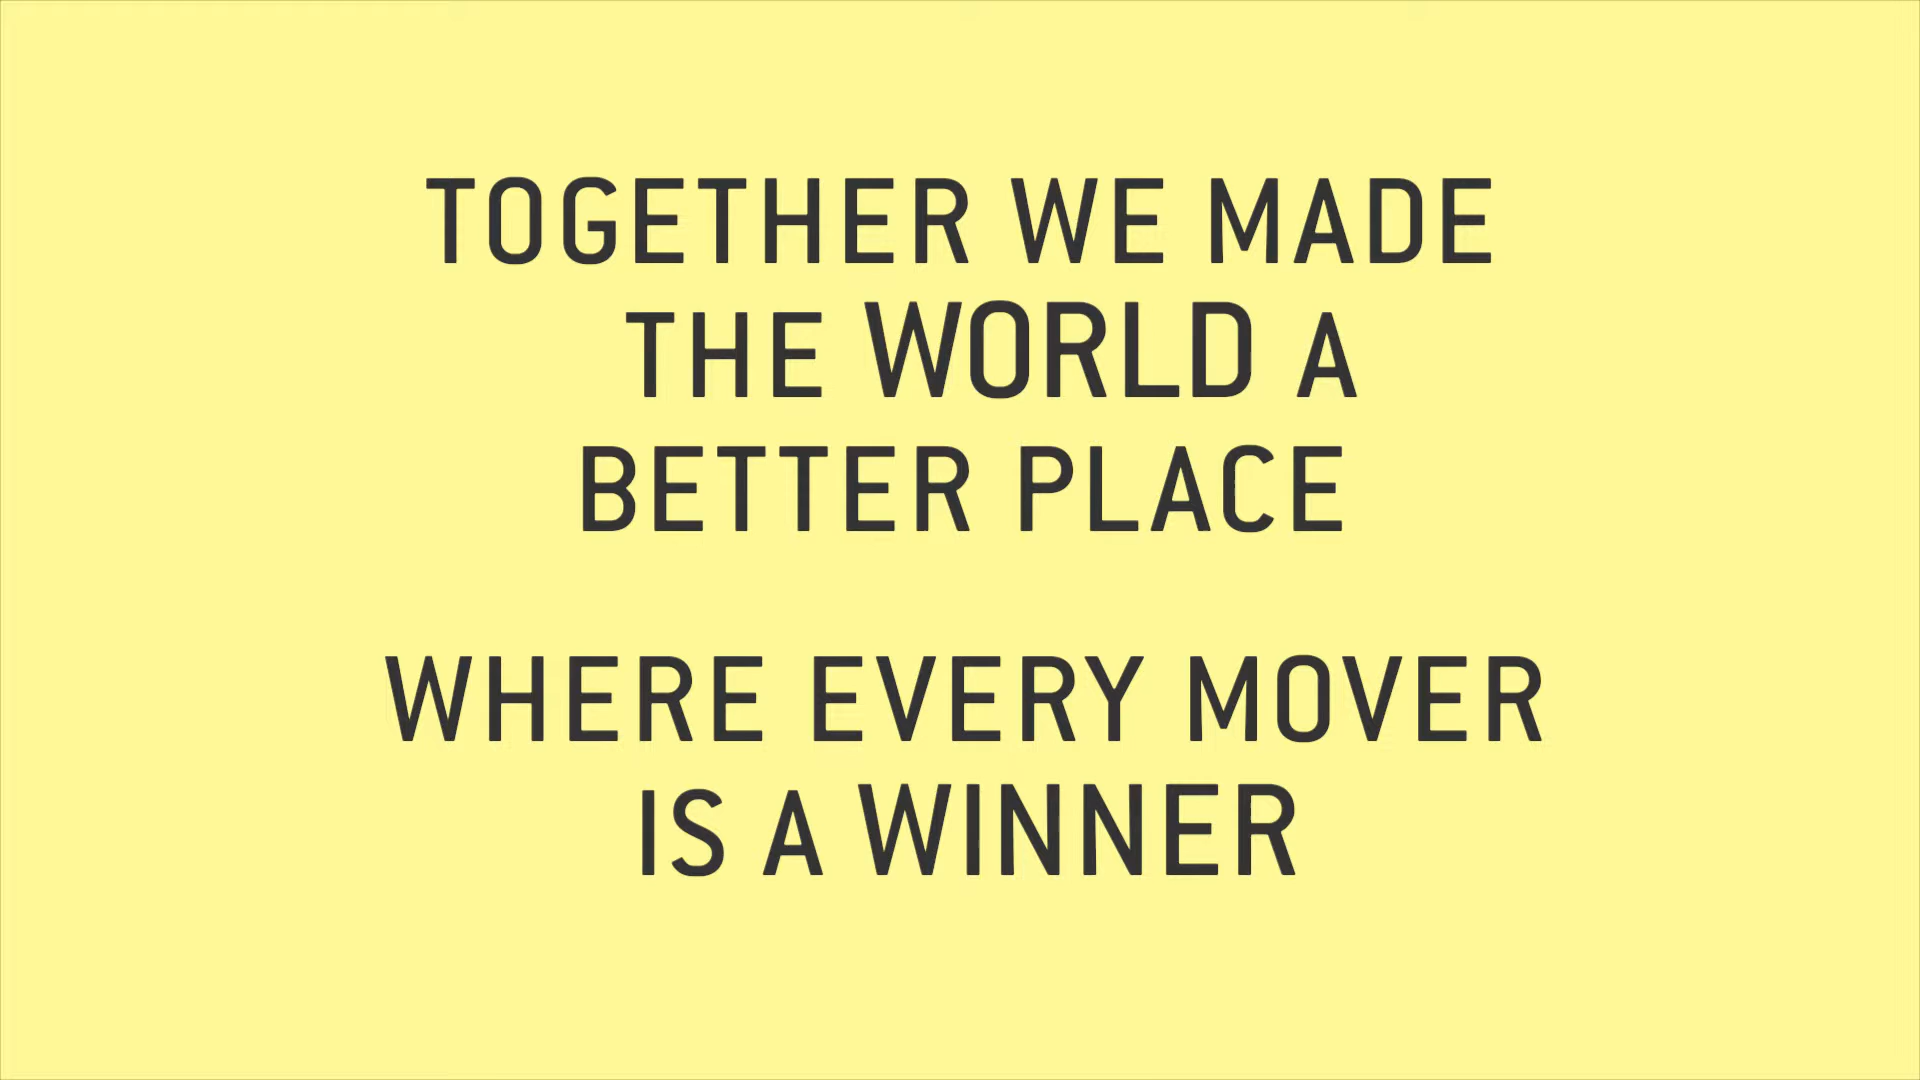 TOGETHER WE MADE
THE WORLD A
BETTER PLACE
WHERE EVERY MOVER
IS A WINNER